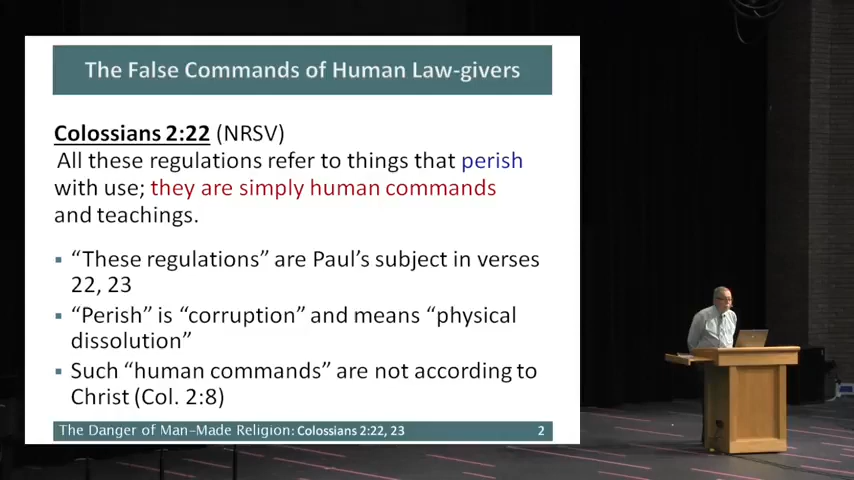 The False Commands of Human Law-givers
Colossians 2:22 (NRSV)
All these regulations refer to things that perish
with use; they are simply human commands
and teachings.
▪ “These regulations” are Paul’s subject in verses
22, 23
▪ “Perish” is “corruption” and means “physical
dissolution”
▪ Such “human commands” are not according to
Christ (Col. 2:8)
The Danger of Man-Made Religion: Colossians 2:22, 23 2